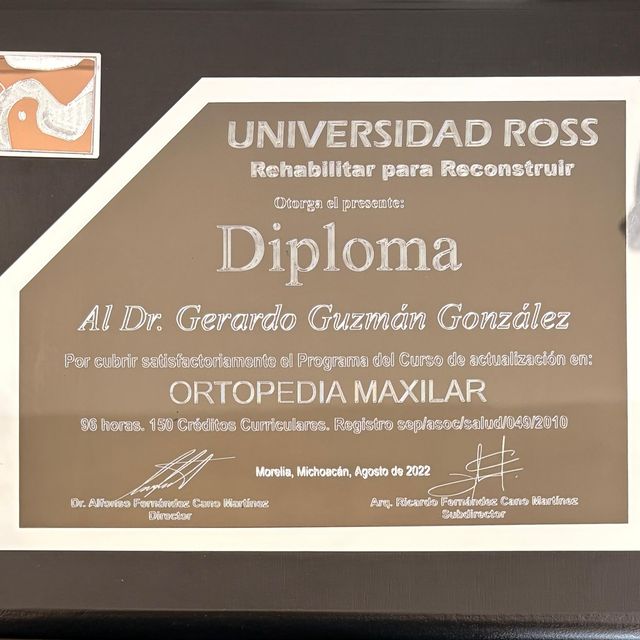 UNIVERSIDAD ROSS
Rehabilitar para Reconstruir
Otorga el presente:
Diploma
Al Dr. Gerardo Guzmán González
Por cubrir satisfactoriamente el Programa del Curso de actualización en:
ORTOPEDIA MAXILAR
96 horas. 150 Créditos Curriculares. Registro sep/asoc/salud/049/2010
Morelia, Michoacán, Agosto de 2022
Dr. Alfonso Fernández Cano Martínez
Director
Arq. Ricardo Fernández Cano Martínez
Subdirector